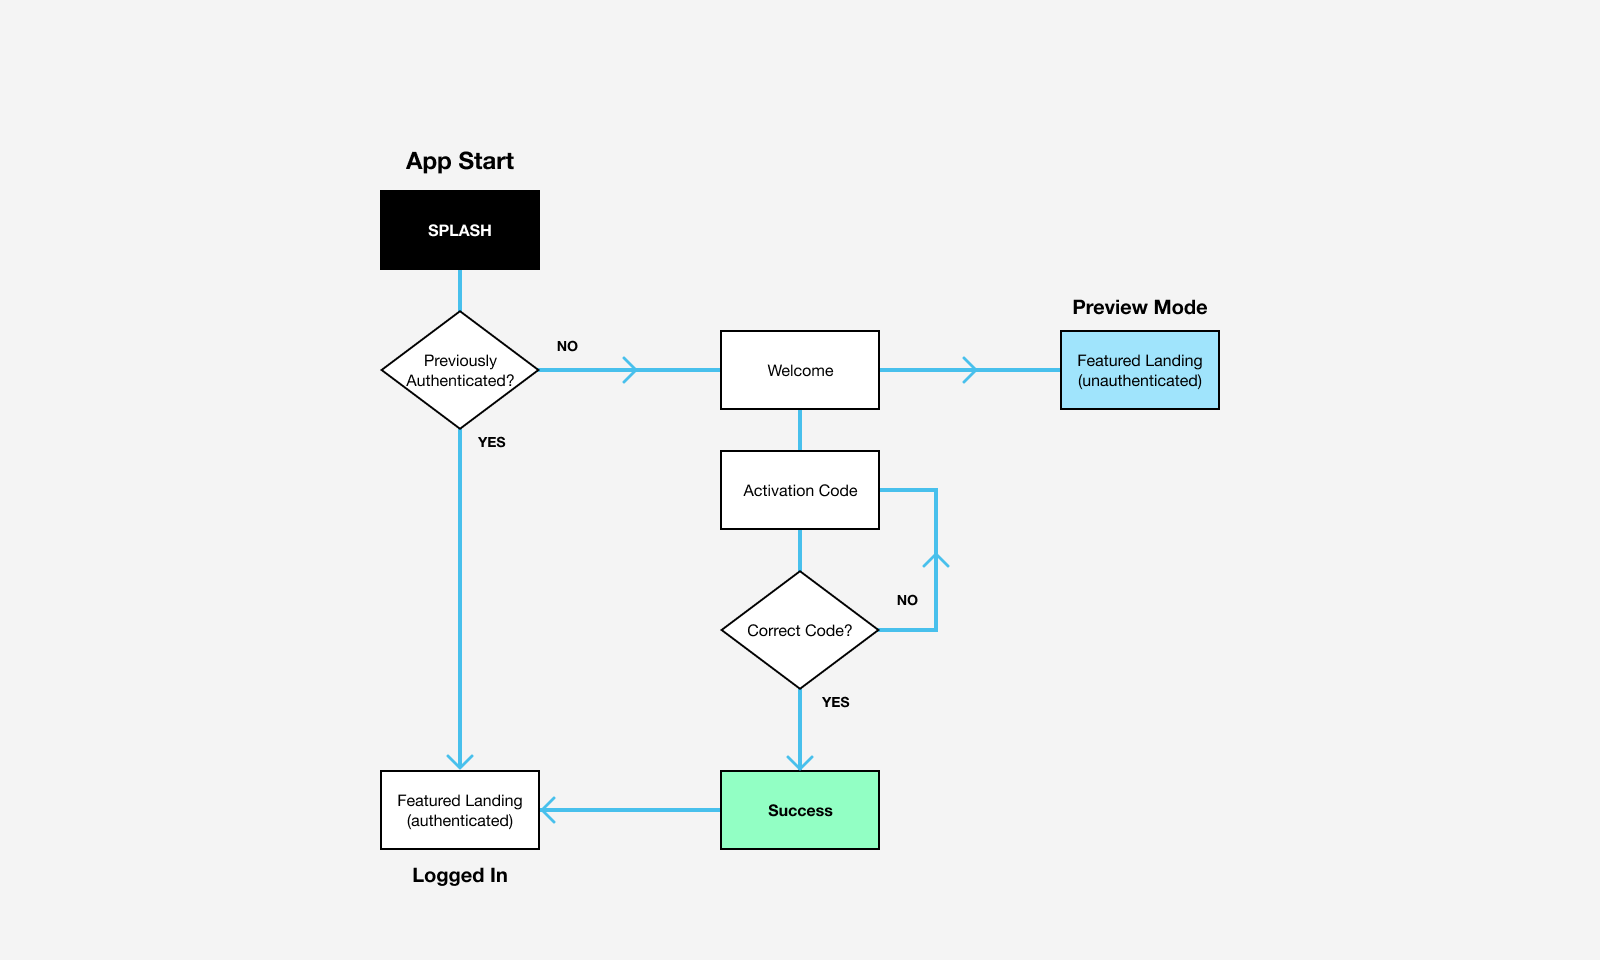 App Start
SPLASH
Previously
Authenticated?
NO
YES
Welcome
Preview Mode
Featured Landing
(unauthenticated)
Activation Code
Correct Code?
NO
YES
Success
Featured Landing
(authenticated)
Logged In